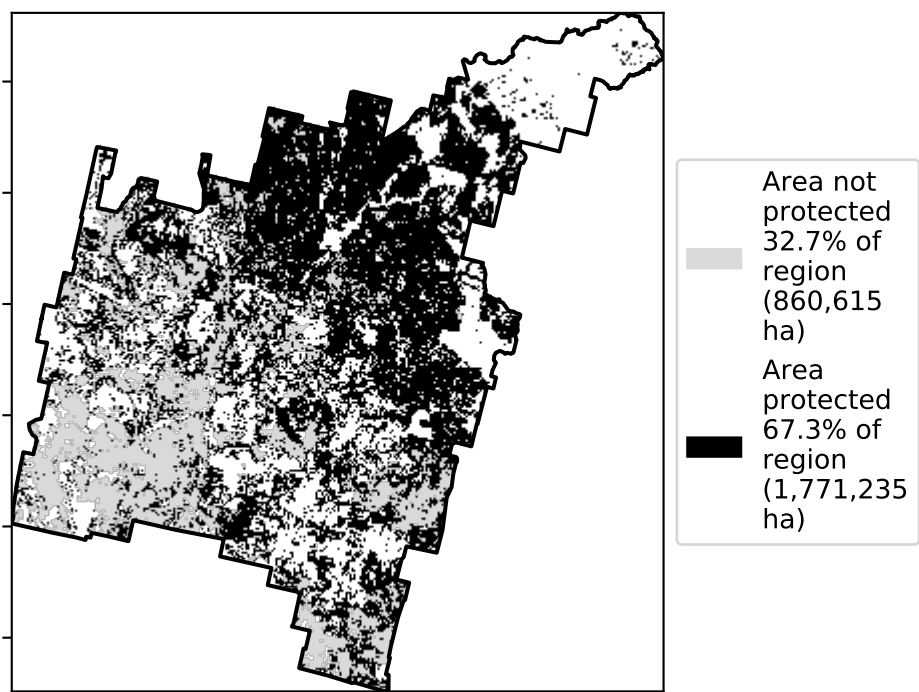 Area not
protected
32.7% of
region
(860,615
ha)
Area
protected
67.3% of
region
(1,771,235
ha)